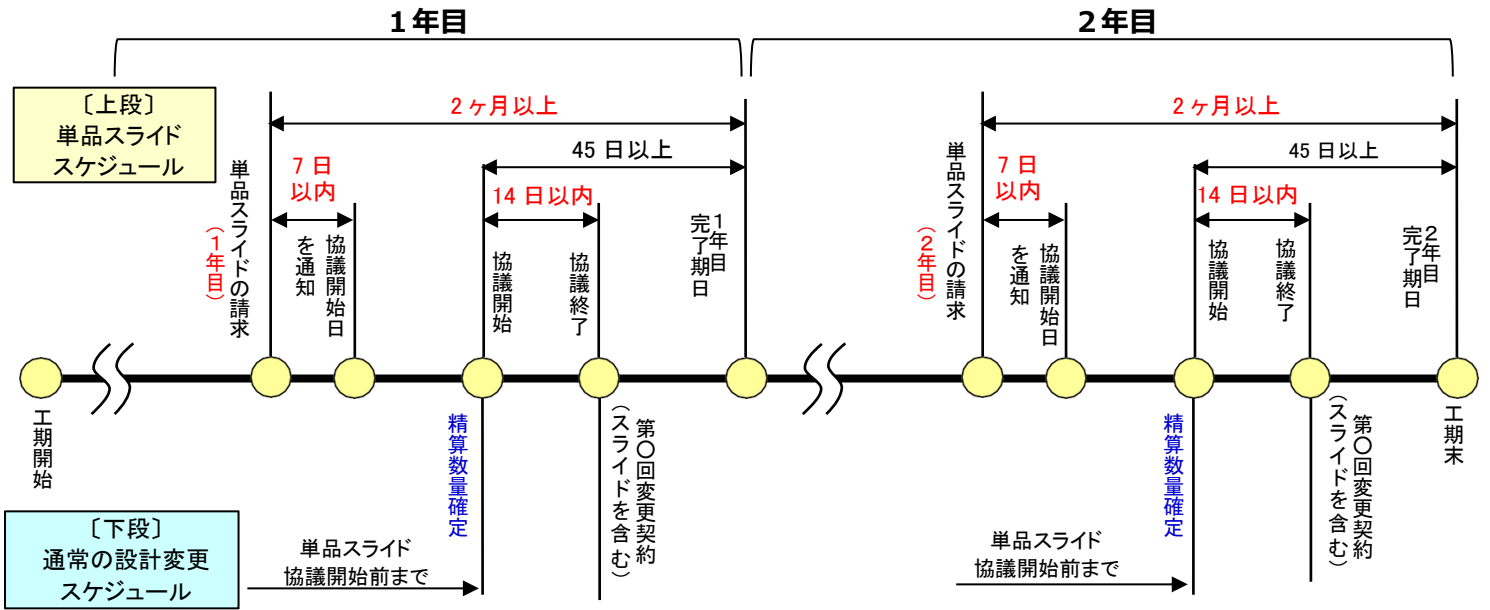 1年目
2年目
〔上段〕
単品スライド
スケジュール
2ヶ月以上
45日以上
7日
以内
14日以内
単品スライドの請求
（1年目）
協議開始日
を通知
協議開始
協議終了
1年目
完了期日
2ヶ月以上
45日以上
7日
以内
14日以内
単品スライドの請求
（2年目）
協議開始日
を通知
協議開始
協議終了
2年目
完了期日
工期開始
精算数量確定
第〇回変更契約
（スライドを含む）
精算数量確定
第〇回変更契約
（スライドを含む）
工期末
〔下段〕
通常の設計変更
スケジュール
単品スライド
協議開始前まで
単品スライド
協議開始前まで